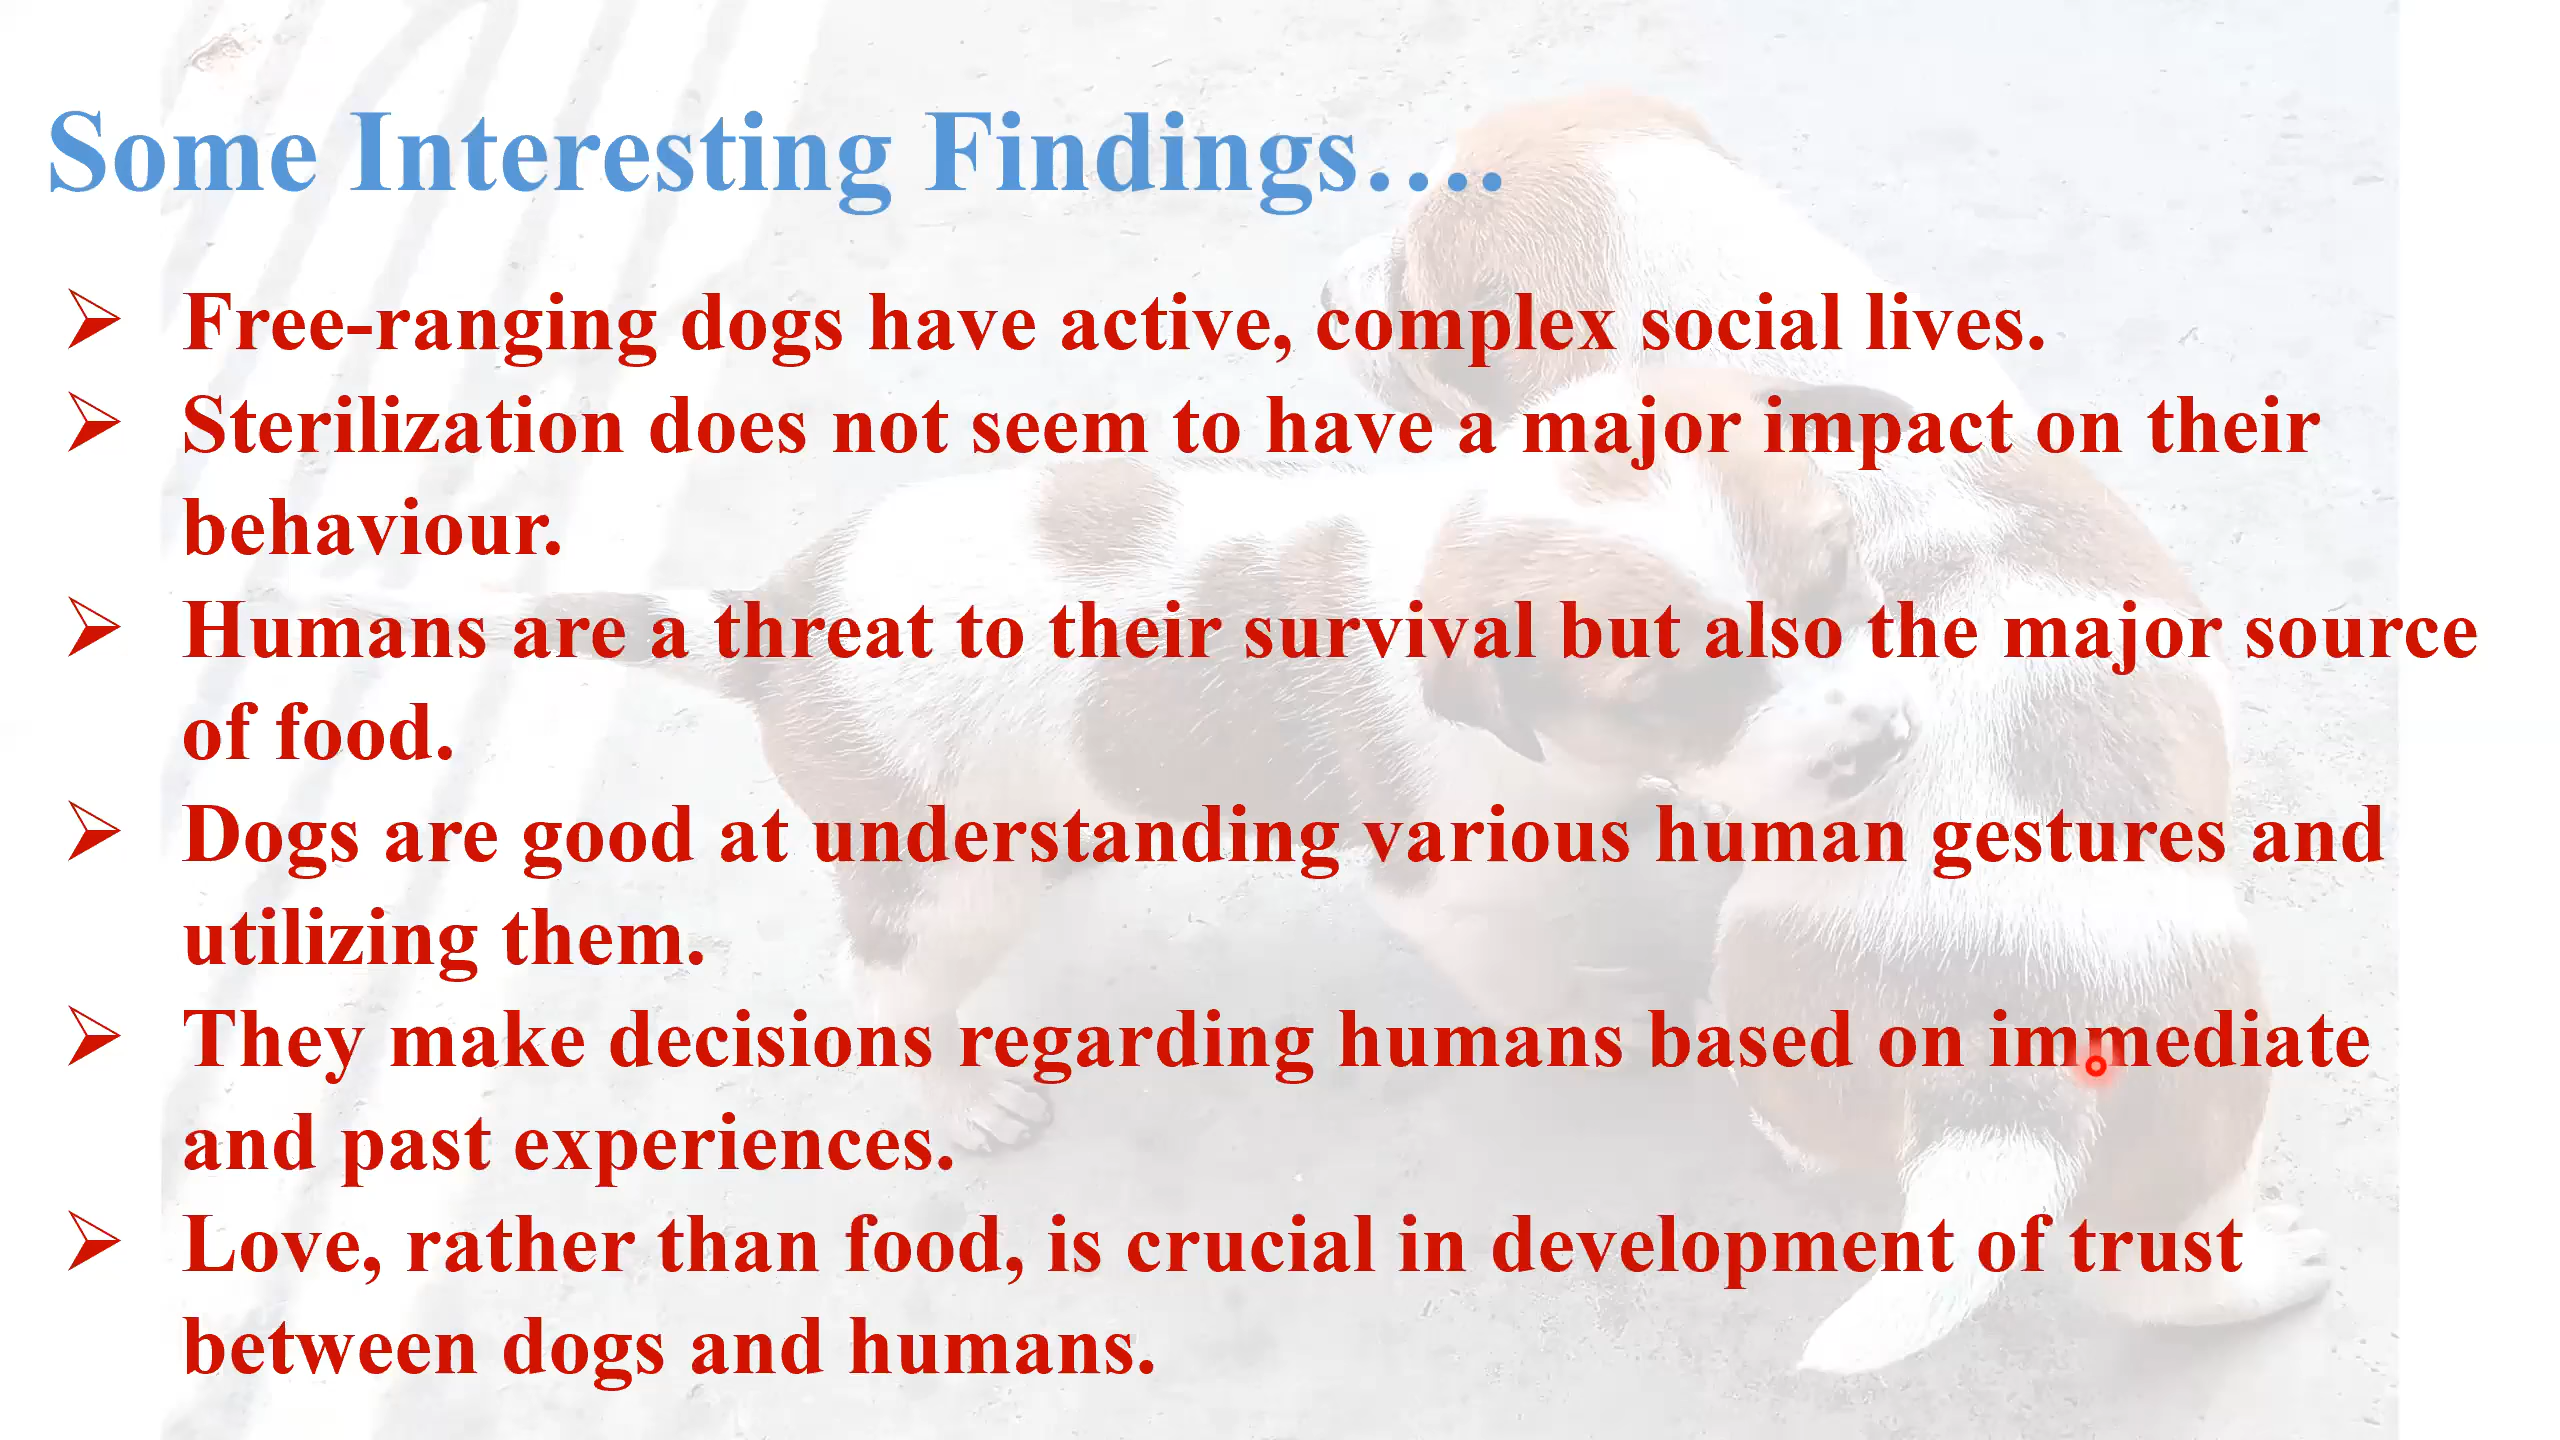 Some Interesting Findings....
➢ Free-ranging dogs have active, complex social lives.
➢ Sterilization does not seem to have a major impact on their
behaviour.
➢ Humans are a threat to their survival but also the major source
of food.
➢ Dogs are good at understanding various human gestures and
utilizing them.
➢ They make decisions regarding humans based on immediate
and past experiences.
➢ Love, rather than food, is crucial in development of trust
between dogs and humans.